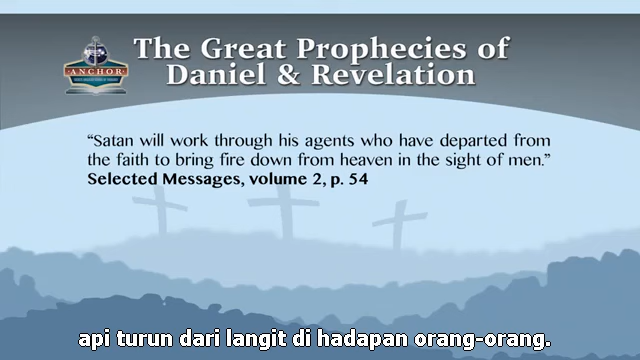 The Great Prophecies of
Daniel & Revelation
ANCHOR
“Satan will work through his agents who have departed from
the faith to bring fire down from heaven in the sight of men.”
Selected Messages, volume 2, p. 54
api turun dari langit di hadapan orang-orang.